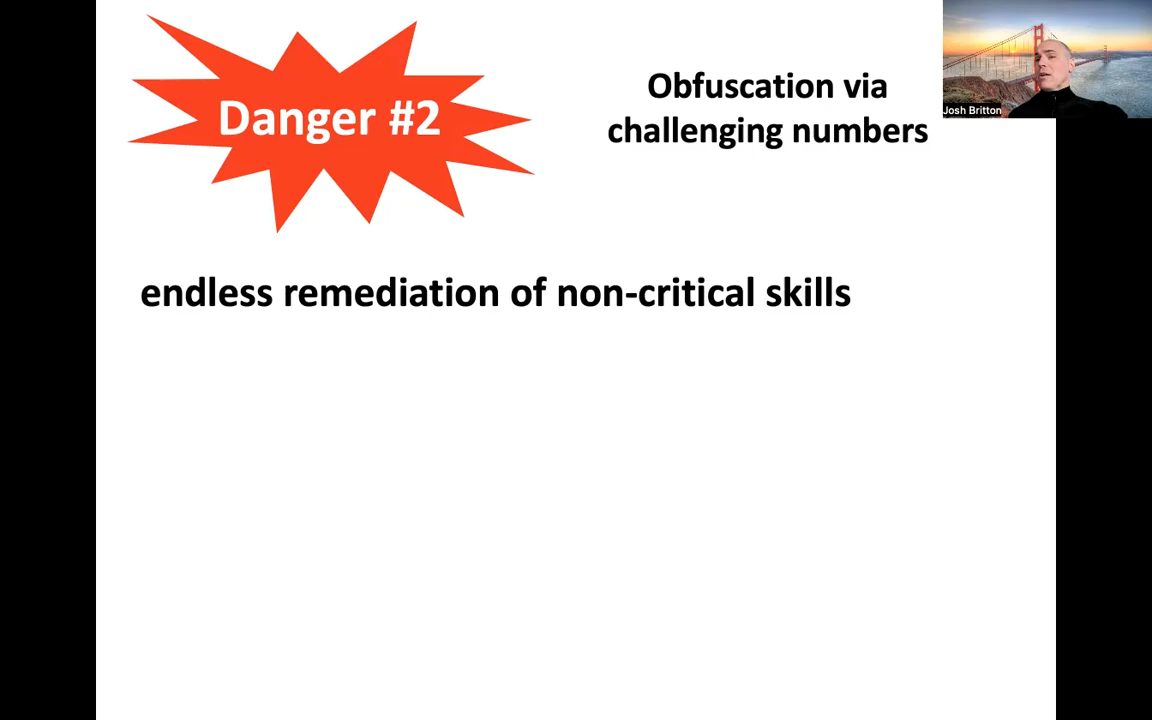 Danger #2
Obfuscation via
challenging numbers
Josh Britton
endless remediation of non-critical skills